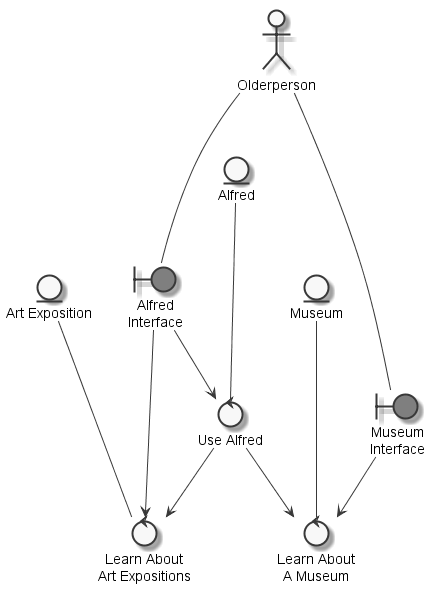 Olderperson
Alfred
Art Exposition
Alfred
Interface
Museum
Museum
Interface
Use Alfred
Learn About
Art Expositions
Learn About
A Museum